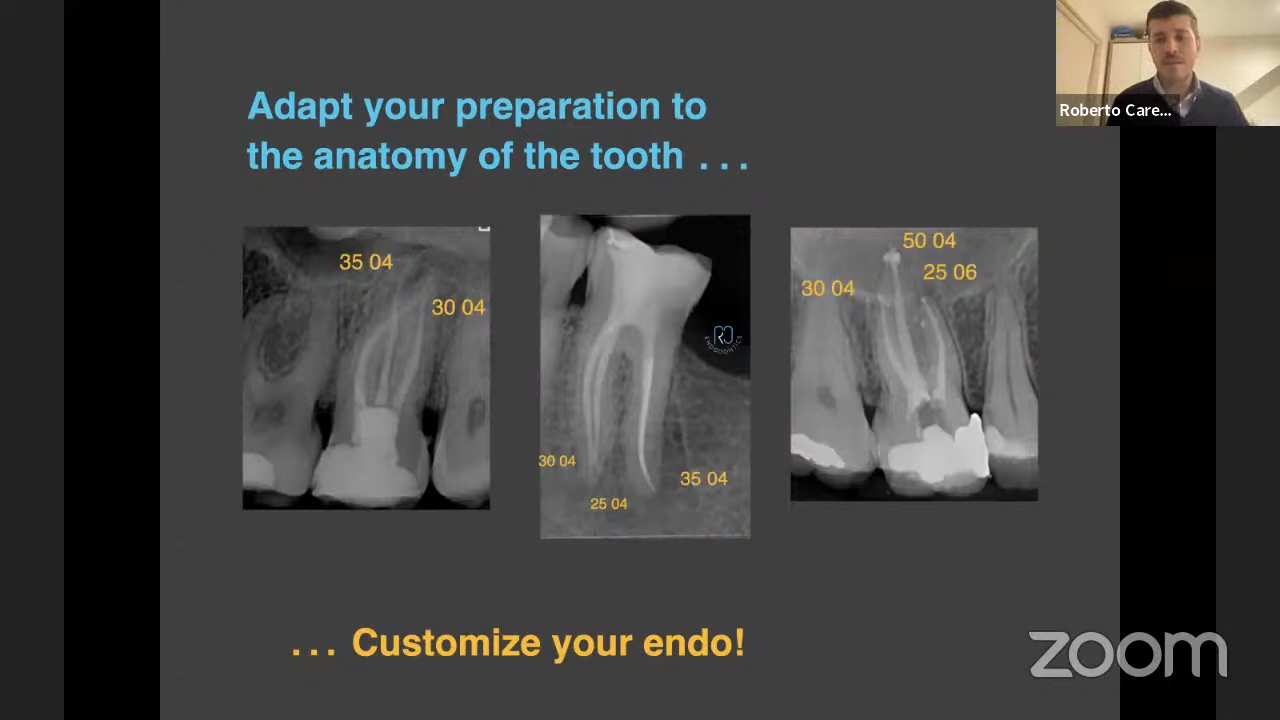 Adapt your preparation to
the anatomy of the tooth . . .
Roberto Care...
35 04
30 04
30 04
25 04
35 04
ENDODONTICS
50 04
25 06
30 04
. . . Customize your endo!
zoom